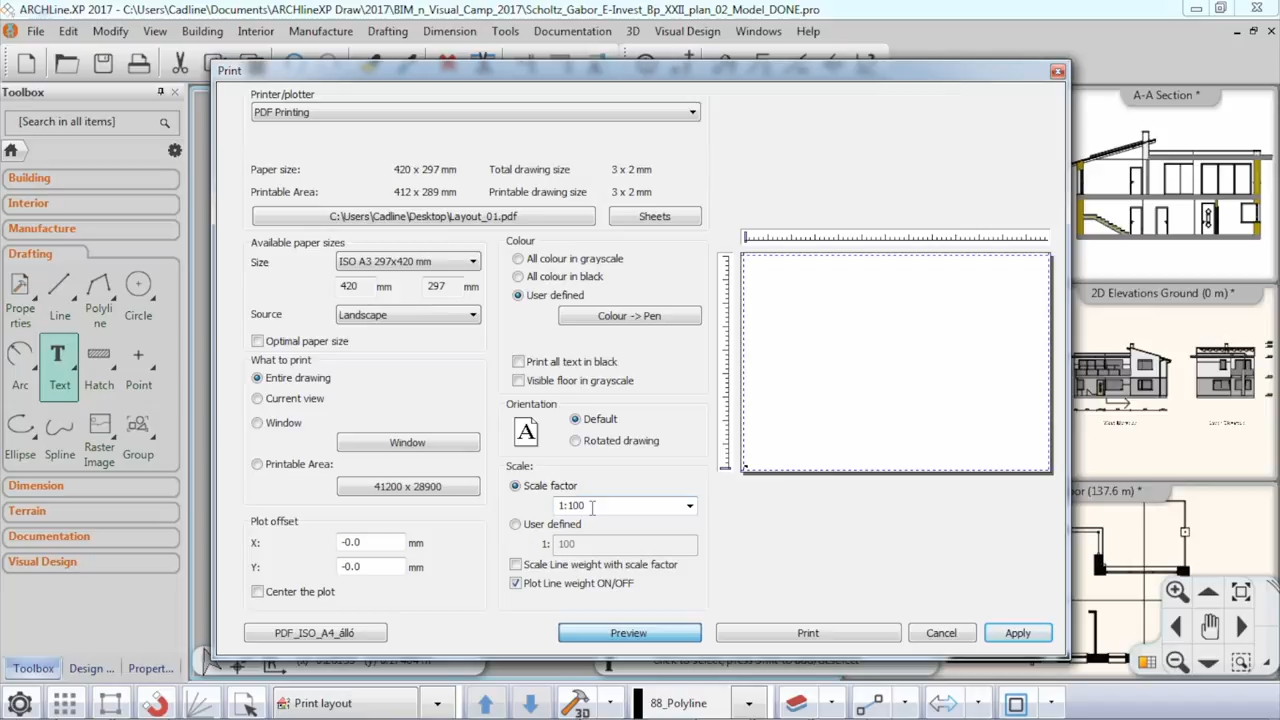 ARCHLine.XP 2017 - C:\Users\Cadline\Documents\ARCHlineXP Draw\2017\BIM_n_Visual_Camp_2017\Scholtz_Gabor_E-Invest_Bp_XXII_plan_02_Model_DONE.pro
File Edit Modify View Building Interior Manufacture Drafting Dimension Tools Documentation 3D Visual Design Windows Help
Print
Toolbox
[Search in all items]
Building
Interior
Manufacture
Drafting
Prope
rties
Line
Polyli
ne
Circle
Arc
T
Text
Hatch
Point
Ellipse
Spline
Raster
Image
Group
Dimension
Terrain
Documentation
Visual Design
Toolbox
Design ...
Propert...
Printer/plotter
PDF Printing
Paper size: 420 x 297 mm Total drawing size 3 x 2 mm
Printable Area: 412 x 289 mm Printable drawing size 3 x 2 mm
C:\Users\Cadline\Desktop\Layout_01.pdf
Sheets
Available paper sizes
Size ISO A3 297x420 mm
420 mm 297 mm
Source Landscape
Optimal paper size
What to print
Entire drawing
Current view
Window
Window
Printable Area:
41200 x 28900
Plot offset
X: -0.0 mm
Y: -0.0 mm
Center the plot
Colour
All colour in grayscale
All colour in black
User defined
Colour -> Pen
Print all text in black
Visible floor in grayscale
Orientation
A
Default
Rotated drawing
Scale:
Scale factor
1:100
User defined
1: 100
Scale Line weight with scale factor
Plot Line weight ON/OFF
PDF_ISO_A4_álló
Preview
Print
Cancel
Apply
A-A Section *
2D Elevations Ground (0 m) *
or (137.6 m) *
Print layout
3D
88_Polyline